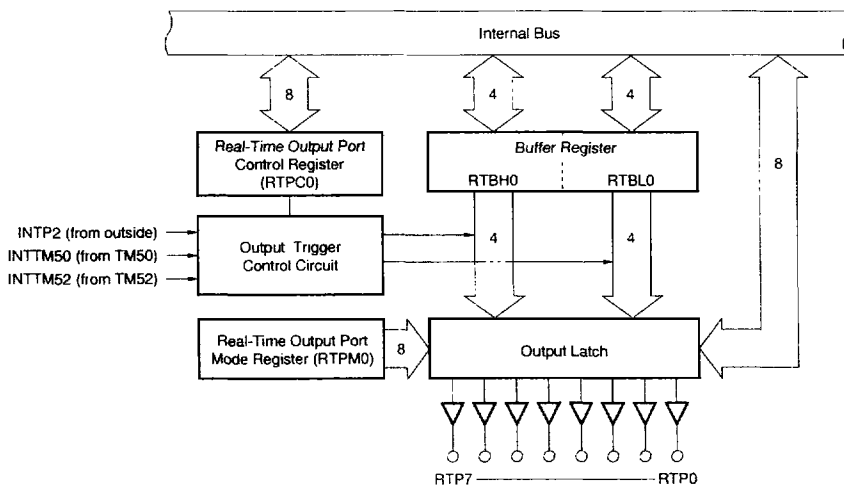 Internal Bus
8
4
4
Real-Time Output Port
Control Register
(RTPC0)
Buffer Register
RTBH0
RTBL0
8
INTP2 (from outside)
INTTM50 (from TM50)
INTTM52 (from TM52)
Output Trigger
Control Circuit
4
4
Real-Time Output Port
Mode Register (RTPM0)
8
Output Latch
RTP7
RTP0